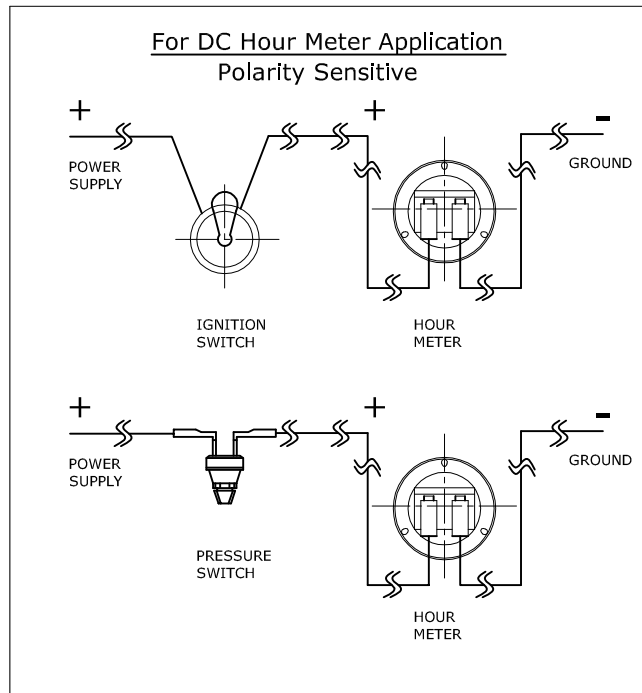 For DC Hour Meter Application
Polarity Sensitive
+ + -
POWER
SUPPLY
GROUND
IGNITION
SWITCH
HOUR
METER
+ + -
POWER
SUPPLY
GROUND
PRESSURE
SWITCH
HOUR
METER